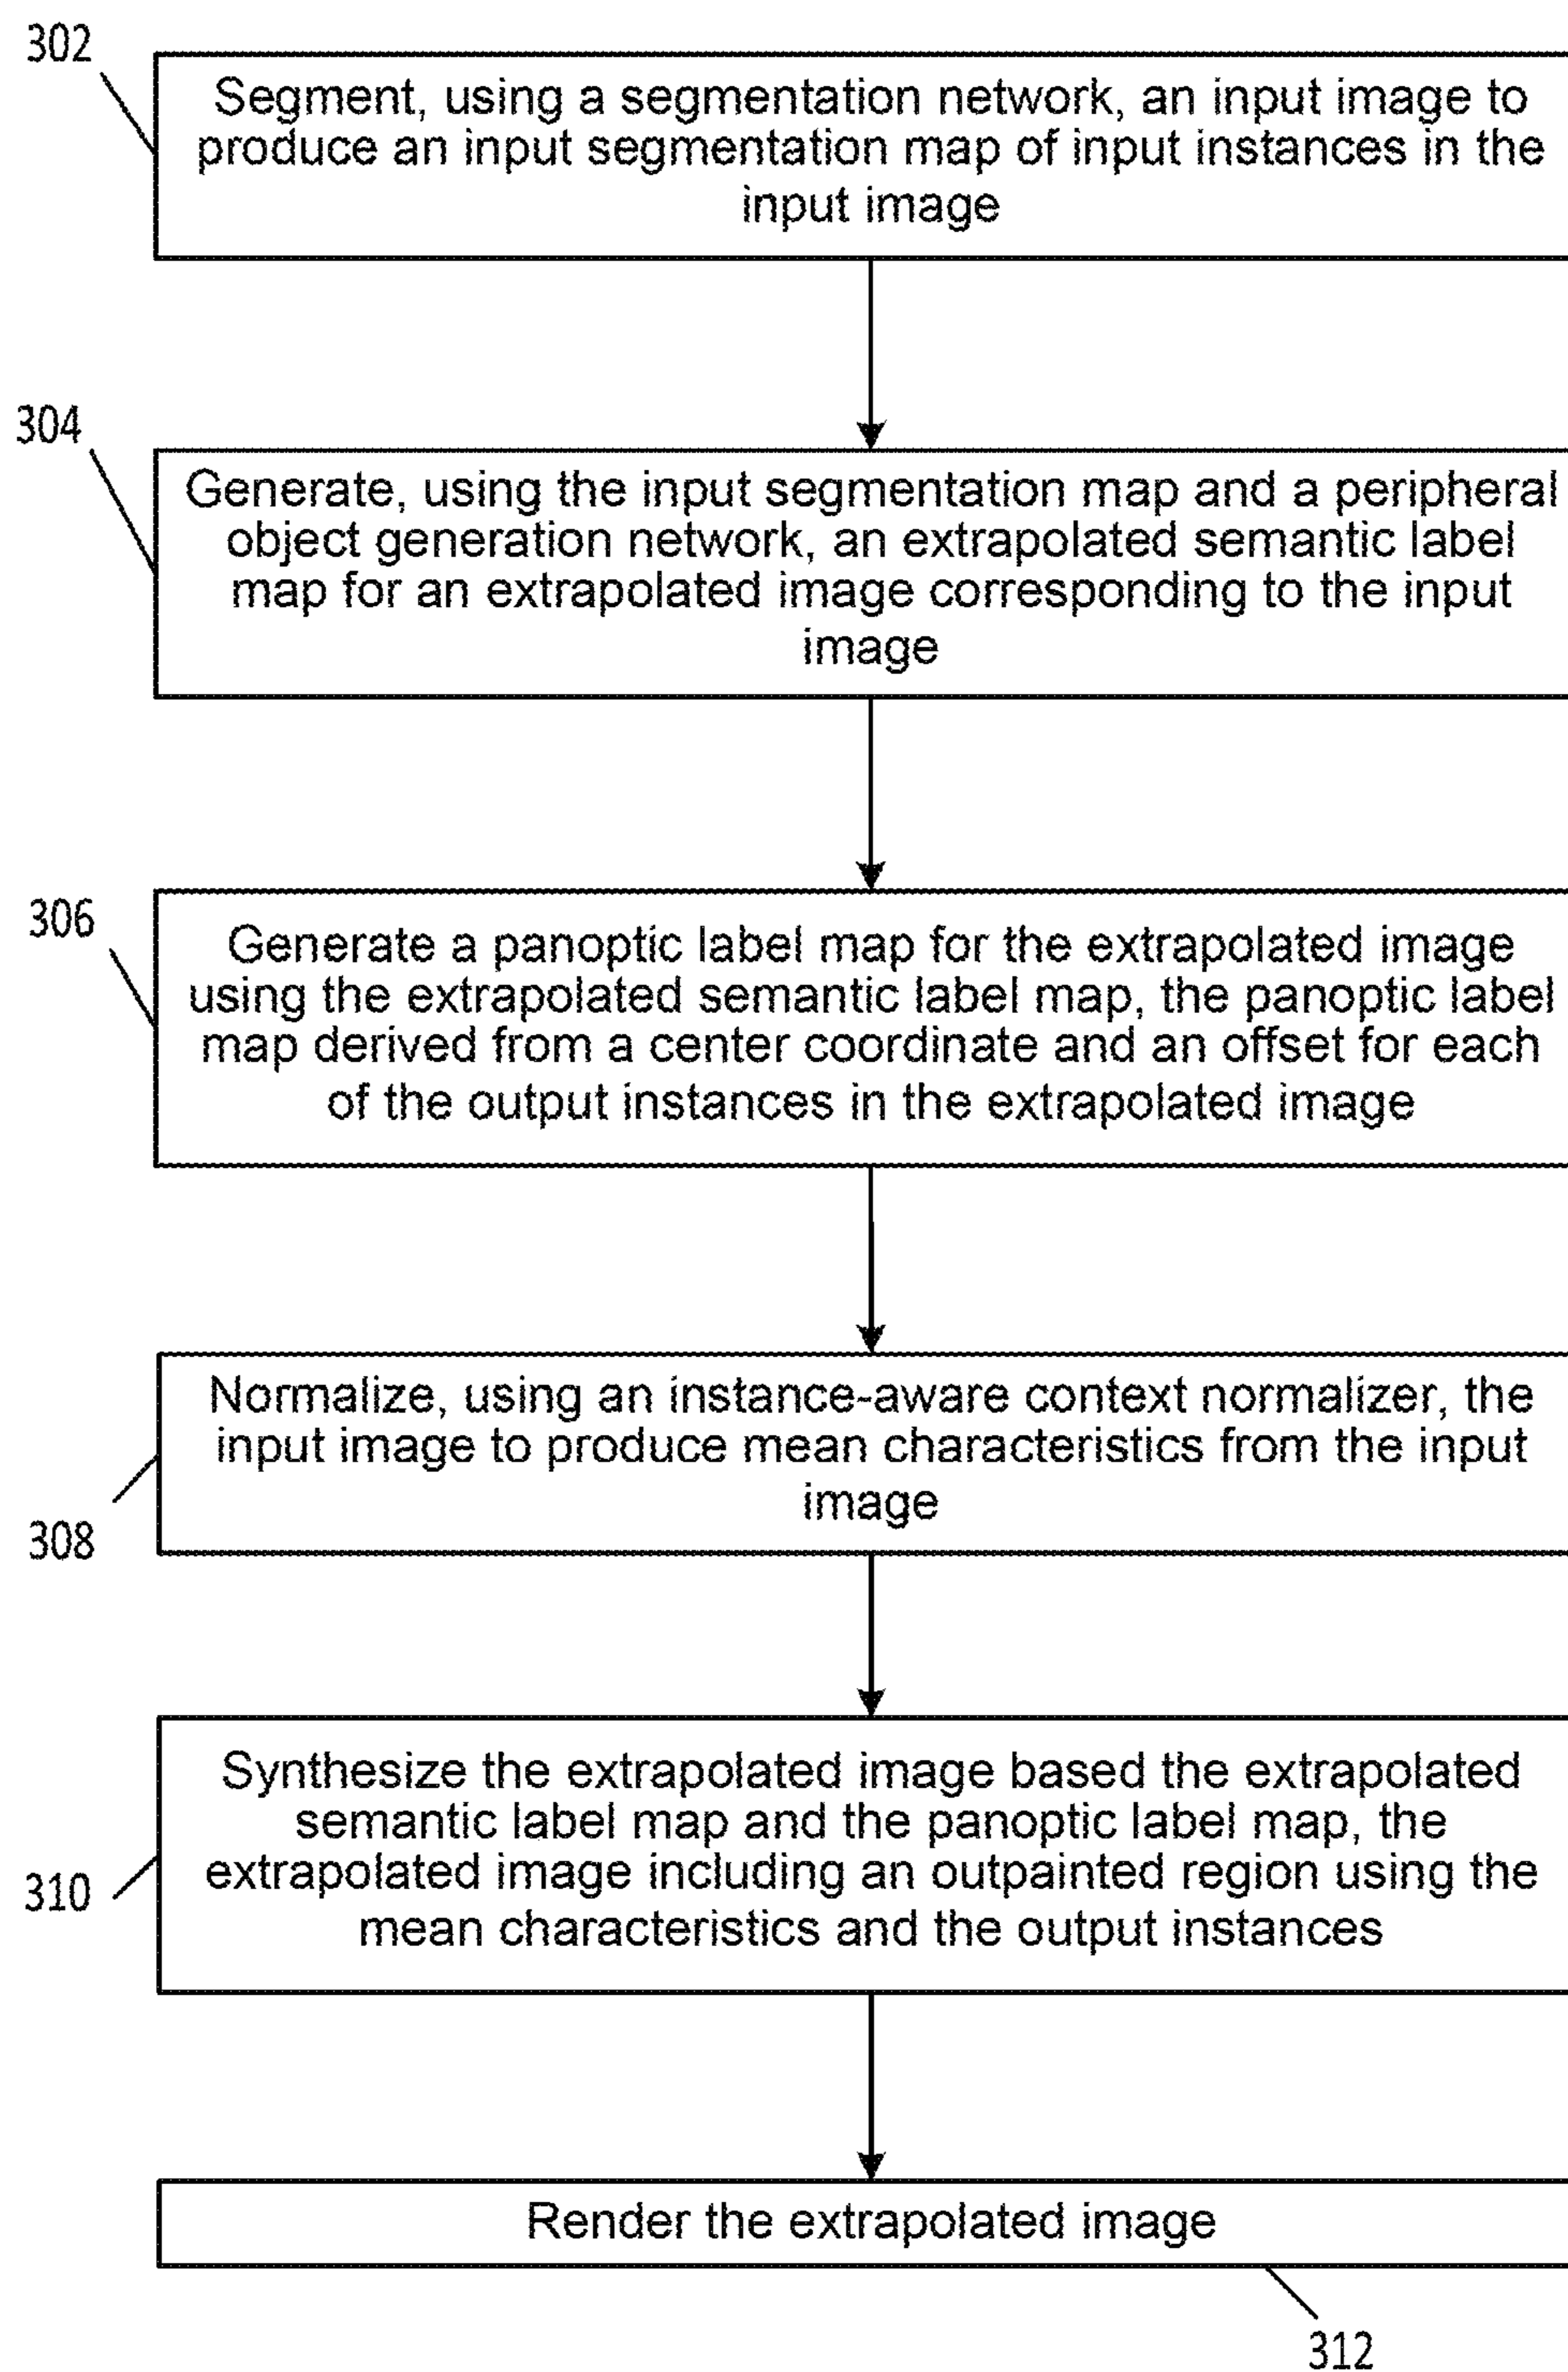 302
Segment, using a segmentation network, an input image to
produce an input segmentation map of input instances in the
input image
304
Generate, using the input segmentation map and a peripheral
object generation network, an extrapolated semantic label
map for an extrapolated image corresponding to the input
image
306
Generate a panoptic label map for the extrapolated image
using the extrapolated semantic label map, the panoptic label
map derived from a center coordinate and an offset for each
of the output instances in the extrapolated image
Normalize, using an instance-aware context normalizer, the
input image to produce mean characteristics from the input
image
308
Synthesize the extrapolated image based the extrapolated
semantic label map and the panoptic label map, the
extrapolated image including an outpainted region using the
mean characteristics and the output instances
310
Render the extrapolated image
312